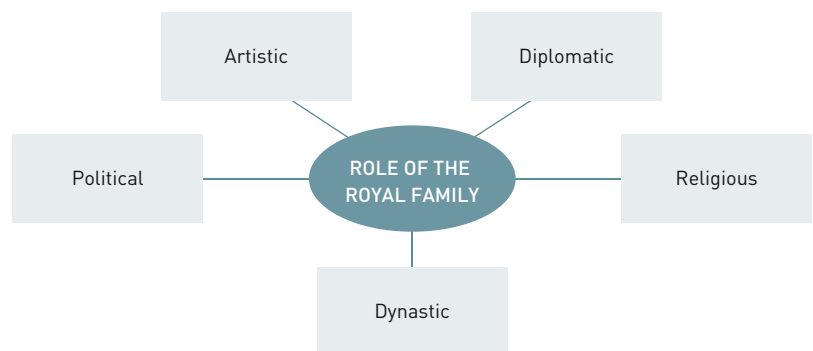 Artistic
Diplomatic
Political
ROLE OF THE
ROYAL FAMILY
Religious
Dynastic